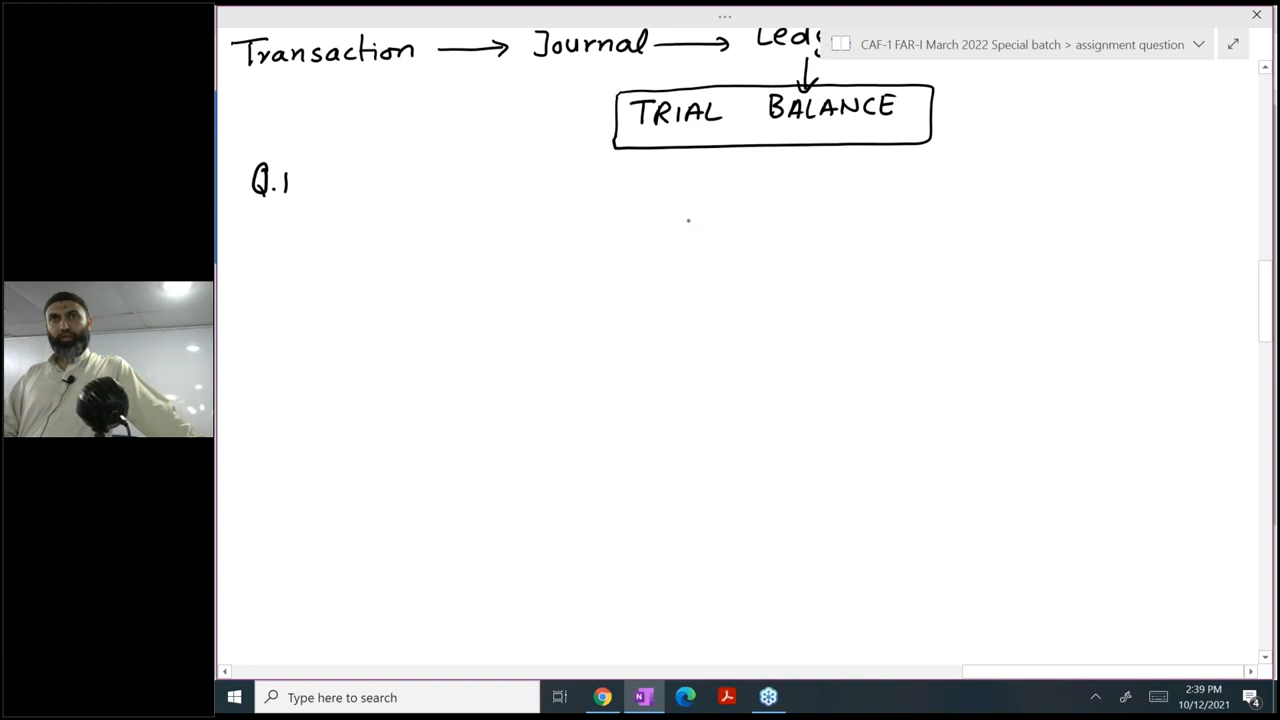 Transaction → Journal →
CAF-1 FAR-I March 2022 Special batch > assignment question
TRIAL BALANCE
Q.1
Type here to search
2:39 PM
10/12/2021
4